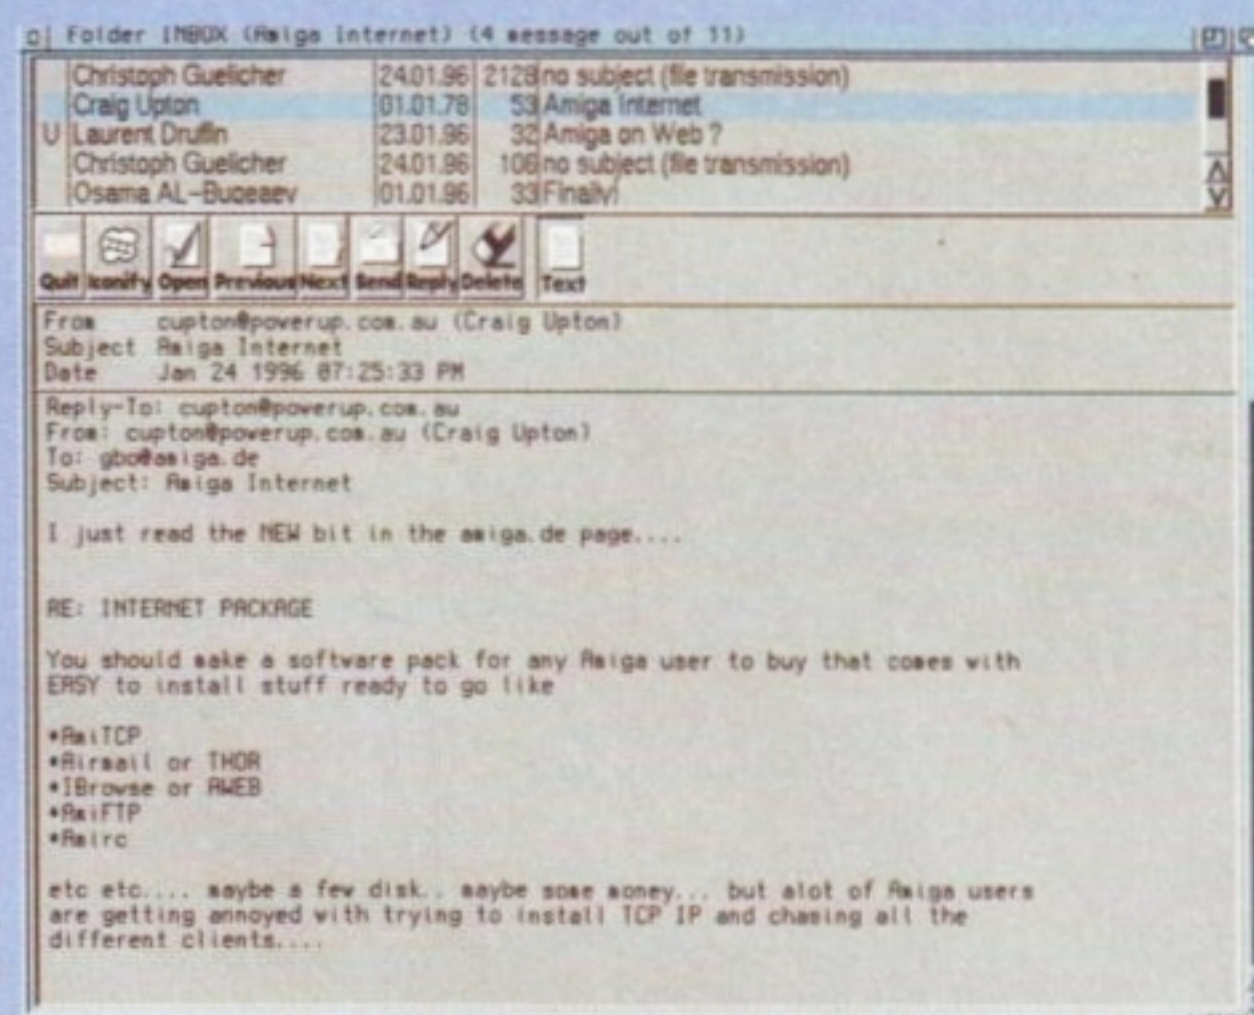 Folder INBOX (Amiga Internet) (4 message out of 11)
Christoph Guelicher 24.01.96 2128 no subject (file transmission)
Craig Upton 01.01.78 53 Amiga Internet
U Laurent Druffin 23.01.96 32 Amiga on Web ?
Christoph Guelicher 24.01.96 106 no subject (file transmission)
Osama 01.01.96 33 Finally!
Quit Iconify Open Previous Next Send Reply Delete Text
From cupton@powerup.com.au (Craig Upton)
Subject Amiga Internet
Date Jan 24 1996 07:25:33 PM
Reply-To: cupton@powerup.com.au
From: cupton@powerup.com.au (Craig Upton)
To: gbo@amiga.de
Subject: Amiga Internet
I just read the NEW bit in the amiga.de page....
RE: INTERNET PACKAGE
You should make a software pack for any Amiga user to buy that comes with
EASY to install stuff ready to go like
*AmiTCP
*Airmail or THOR
*IBrowse or AWEB
*AmiFTP
*Amirc
etc etc.... maybe a few disk.. maybe some money... but alot of Amiga users
are getting annoyed with trying to install TCP IP and chasing all the
different clients....